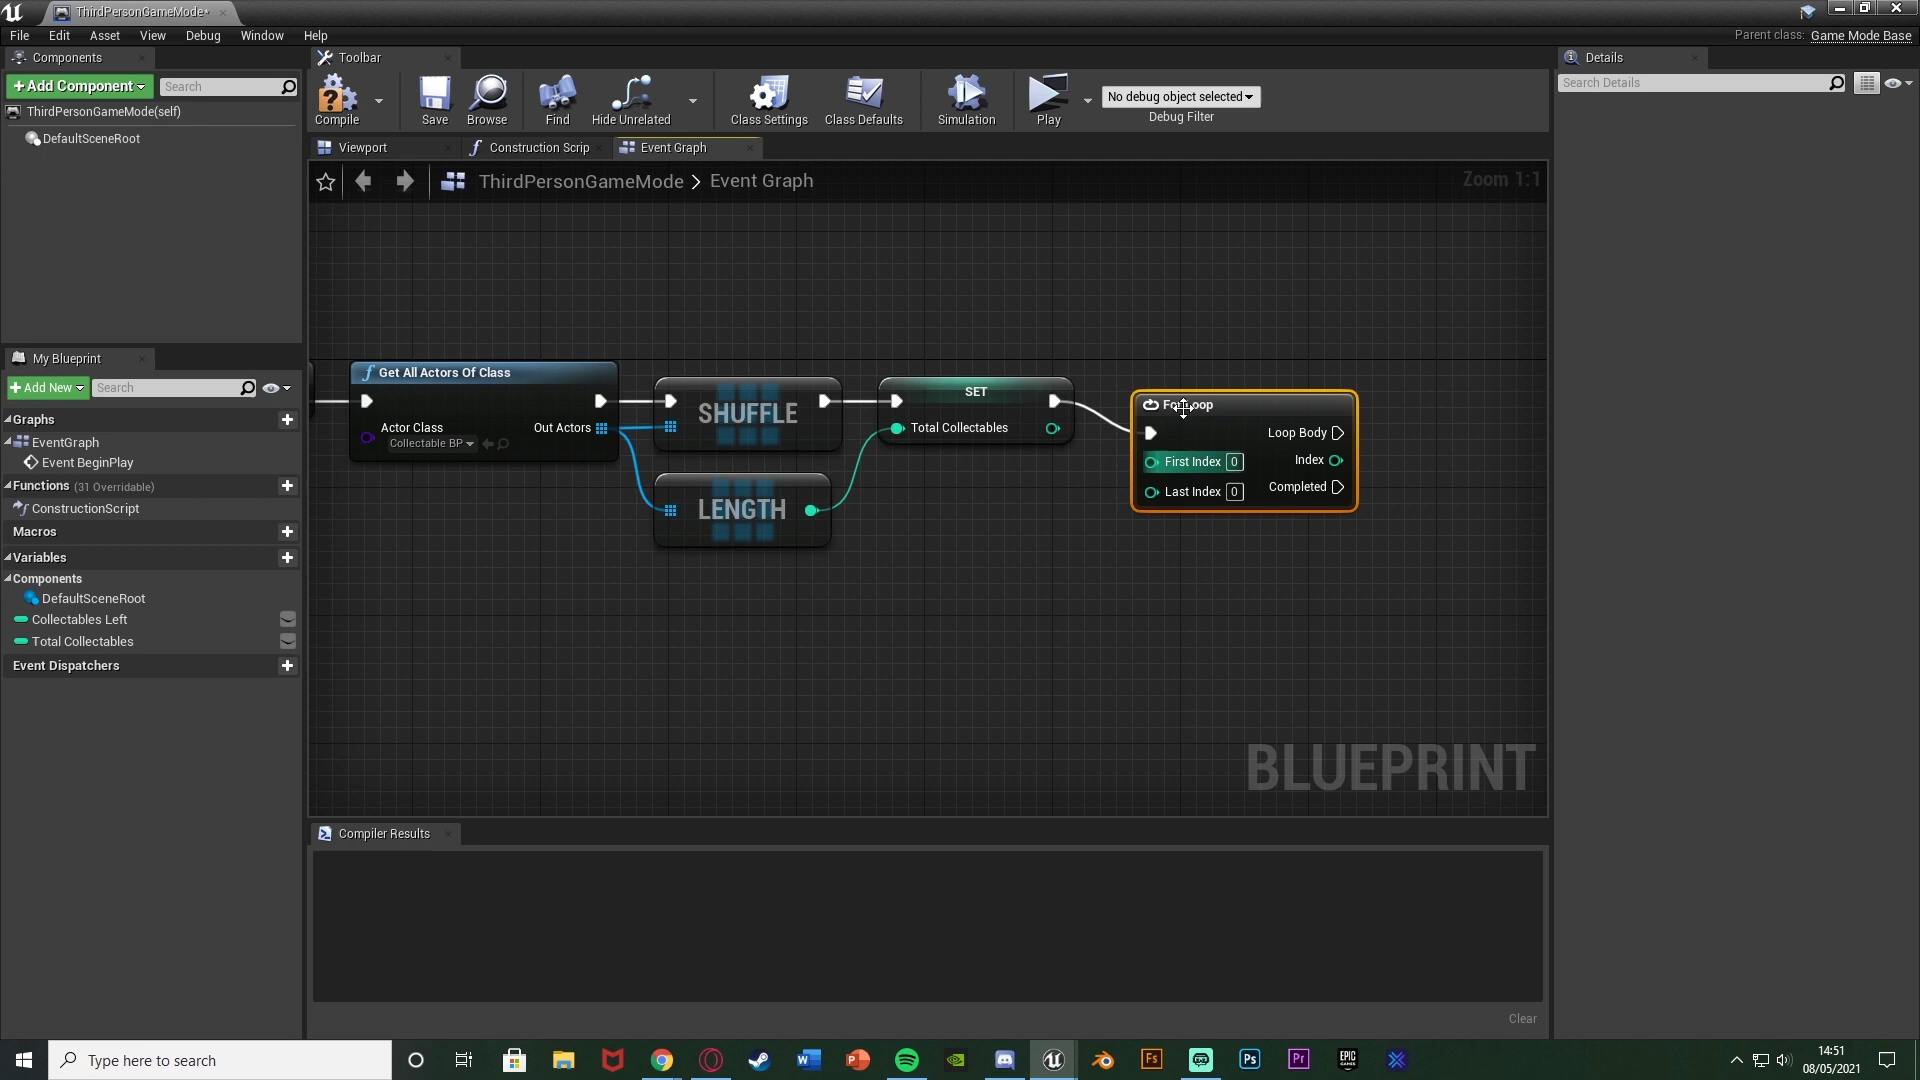 ThirdPersonGameMode*
File Edit Asset View Debug Window Help
Parent class: Game Mode Base
Components
+Add Component
Search
ThirdPersonGameMode(self)
DefaultSceneRoot
Toolbar
Compile
Save
Browse
Find
Hide Unrelated
Class Settings
Class Defaults
Simulation
Play
No debug object selected
Debug Filter
Details
Search Details
Viewport
Construction Scrip
Event Graph
ThirdPersonGameMode > Event Graph
Zoom 1:1
Get All Actors Of Class
Actor Class
Collectable BP
Out Actors
SHUFFLE
LENGTH
SET
Total Collectables
Loop Body
First Index 0
Index
Last Index 0
Completed
BLUEPRINT
My Blueprint
+Add New
Search
Graphs
EventGraph
Event BeginPlay
Functions (31 Overridable)
ConstructionScript
Macros
Variables
Components
DefaultSceneRoot
Collectables Left
Total Collectables
Event Dispatchers
Compiler Results
Clear
Type here to search
14:51
08/05/2021